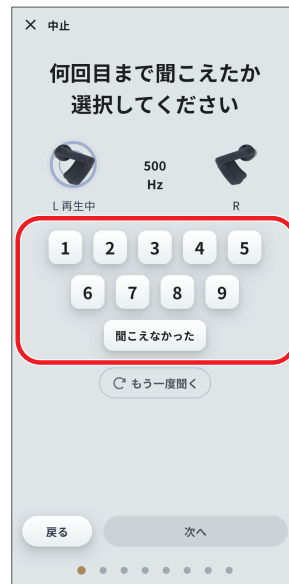 × 中止
何回目まで聞こえたか
選択してください
500
Hz
L 再生中
R
1 2 3 4 5
6 7 8 9
聞こえなかった
もう一度聞く
戻る 次へ